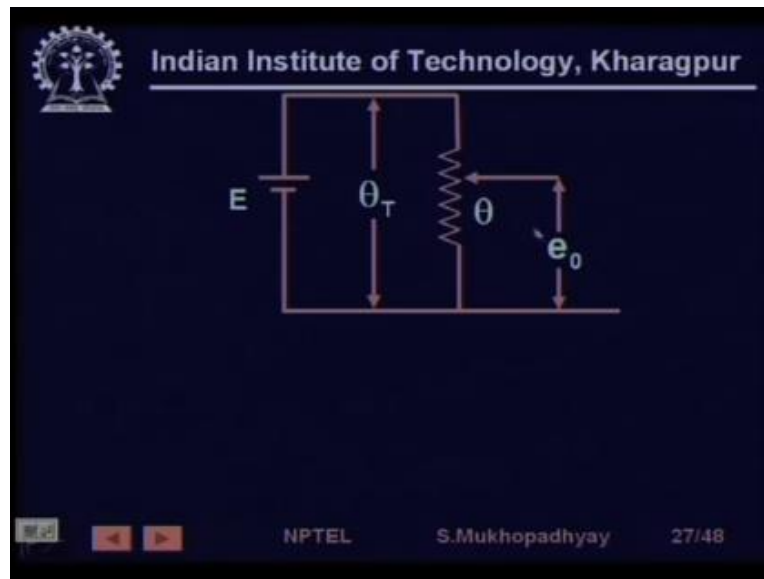 Indian Institute of Technology, Kharagpur
E
θT
θ
e0
NPTEL S.Mukhopadhyay 27/48